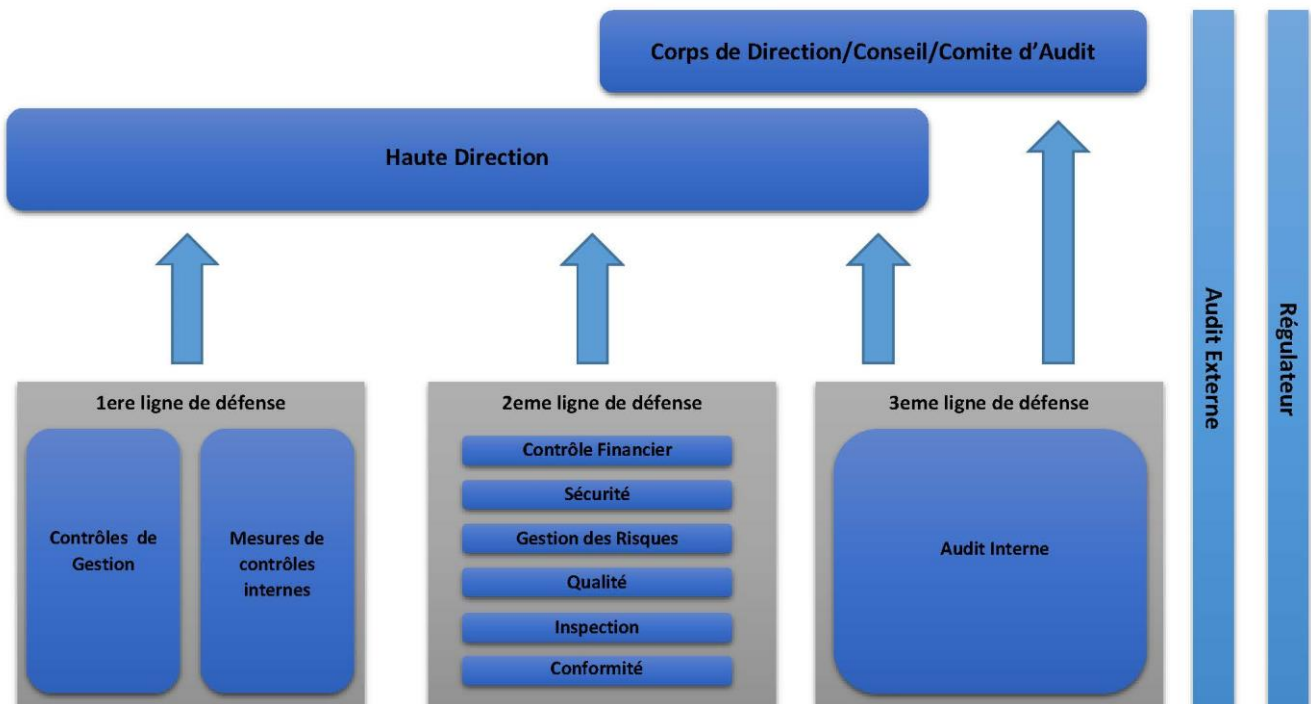 Corps de Direction/Conseil/Comite d’Audit
Haute Direction
1ere ligne de défense
Contrôles de
Gestion
Mesures de
contrôles
internes
2eme ligne de défense
Contrôle Financier
Sécurité
Gestion des Risques
Qualité
Inspection
Conformité
3eme ligne de défense
Audit Interne
Audit Externe
Régulateur